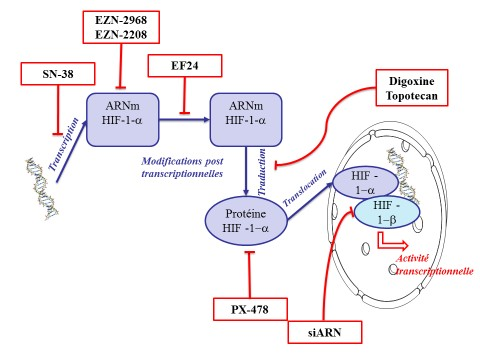 EZN-2968
EZN-2208
SN-38
EF24
Digoxine
Topotecan
ARNm
HIF-1-α
ARNm
HIF-1-α
Transcription
Modifications post
transcriptionnelles
Traduction
Translocation
Protéine
HIF -1-α
HIF -
1-α
HIF -
1-β
Activité
transcriptionnelle
PX-478
siARN